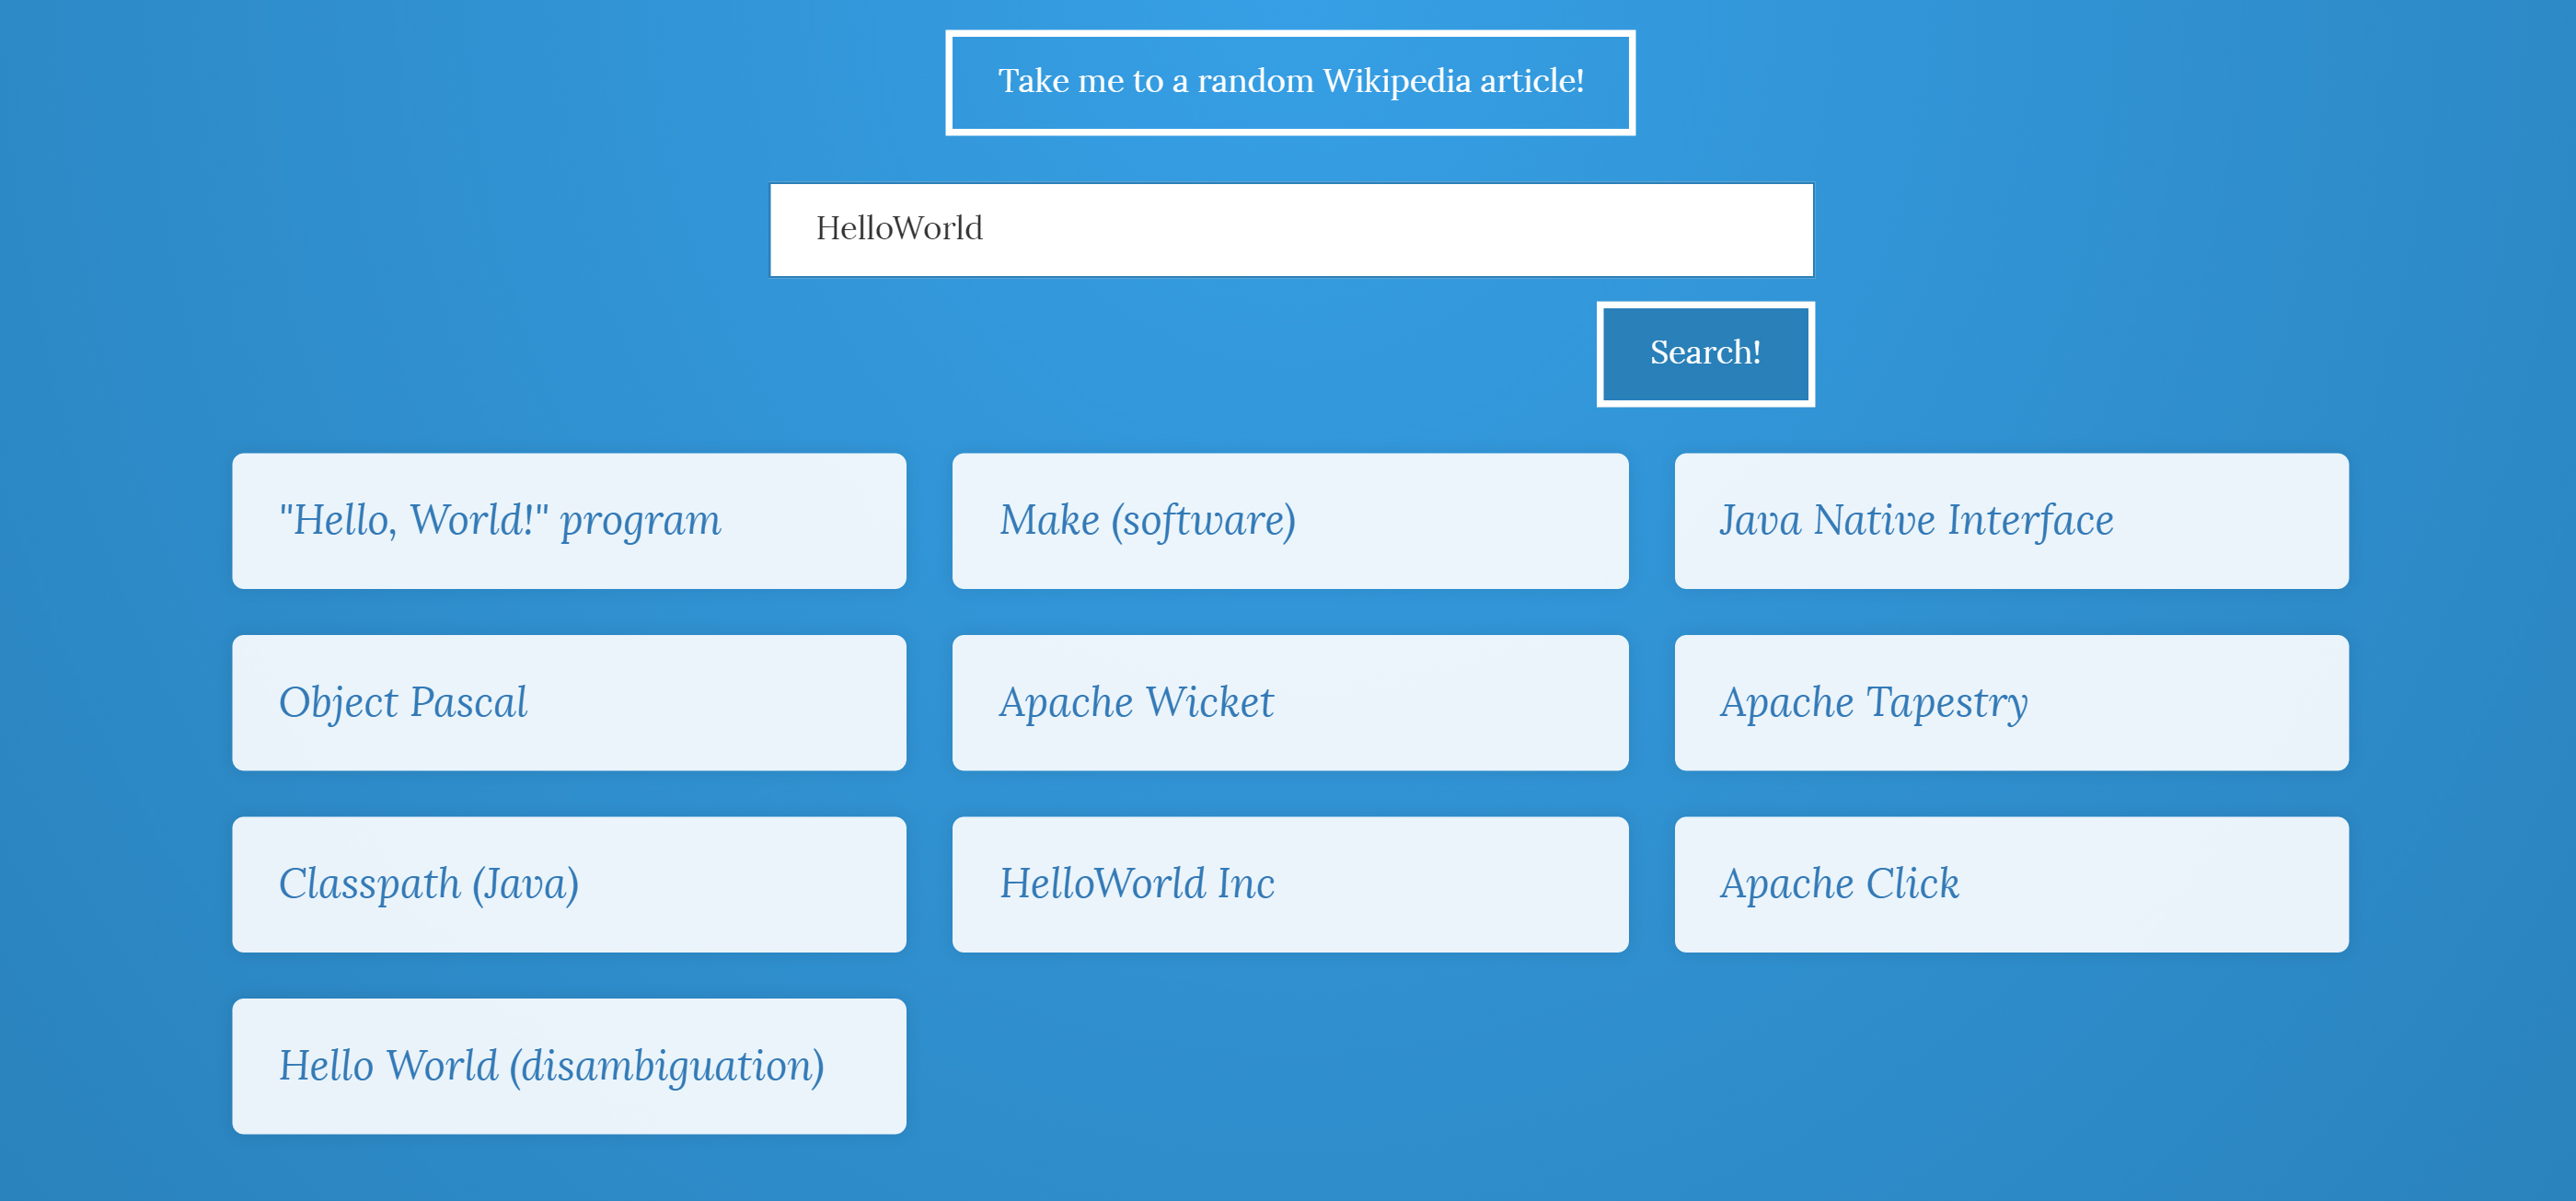 Take me to a random Wikipedia article!
HelloWorld
Search!
"Hello, World!" program
Make (software)
Java Native Interface
Object Pascal
Apache Wicket
Apache Tapestry
Classpath (Java)
HelloWorld Inc
Apache Click
Hello World (disambiguation)